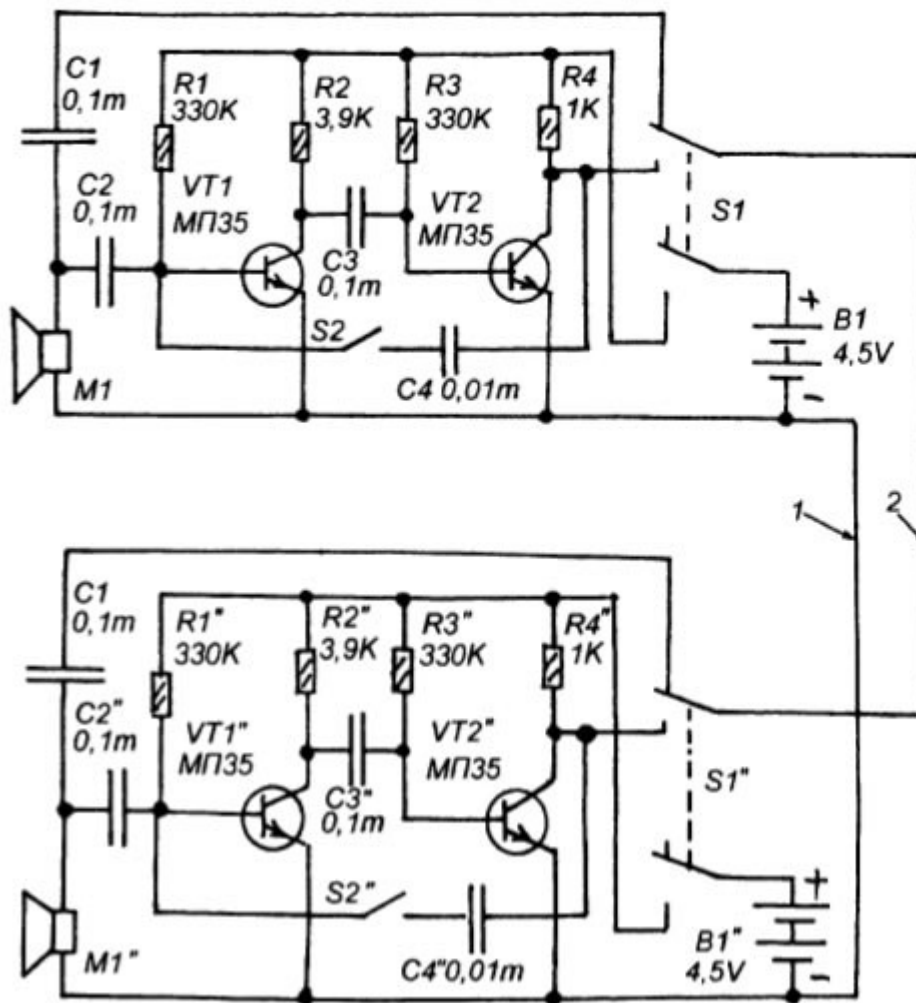 C1
0,1m
R1
330K
R2
3,9K
R3
330K
R4
1K
C2
0,1m
VT1
МП35
C3
0,1m
VT2
МП35
S1
S2
C4 0,01m
M1
+
B1
4,5V
-
1
2
C1
0,1m
R1"
330K
R2"
3,9K
R3"
330K
R4"
1K
C2"
0,1m
VT1"
МП35
C3"
0,1m
VT2"
МП35
S1"
S2"
C4"0,01m
M1"
+
B1"
4,5V
-